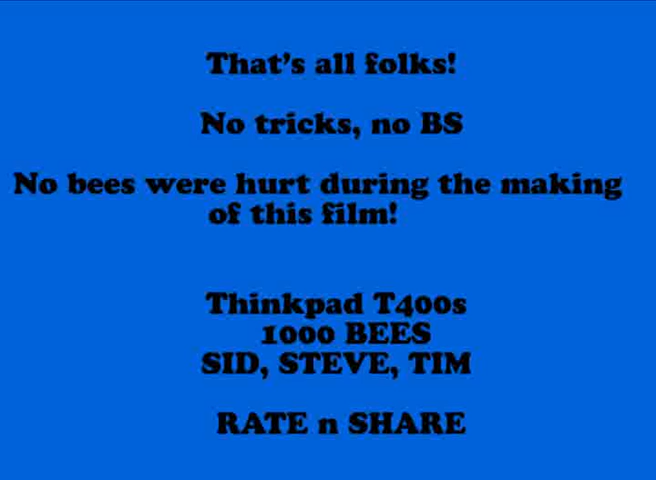 That's all folks!
No tricks, no BS
No bees were hurt during the making
of this film!
Thinkpad T400s
1000 BEES
SID, STEVE, TIM
RATE n SHARE